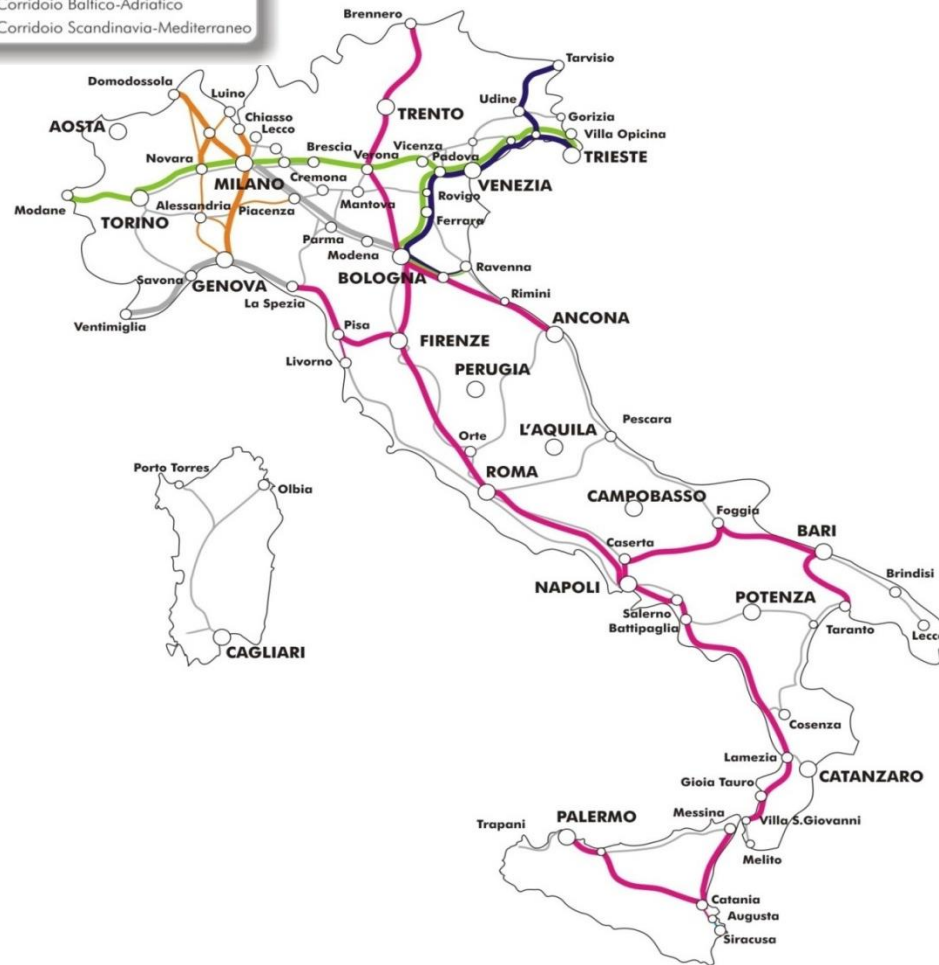 Corridoio Baltico-Adriatico
Corridoio Scandinavia-Mediterraneo
Brennero
Tarvisio
Domodossola
Luino
Udine
Gorizia
Chiasso
TRENTO
AOSTA
Lecco
Villa Opicina
Brescia
Verona
Vicenza
Padova
TRIESTE
Novara
MILANO
Cremona
VENEZIA
Mantova
Rovigo
Modane
TORINO
Alessandria
Piacenza
Ferrara
Parma
Modena
BOLOGNA
Ravenna
Savona
GENOVA
La Spezia
Rimini
Ventimiglia
ANCONA
Pisa
FIRENZE
Livorno
PERUGIA
Pescara
Orte
L'AQUILA
Porto Torres
ROMA
Olbia
CAMPOBASSO
Foggia
BARI
Caserta
Brindisi
NAPOLI
POTENZA
Salerno
Battipaglia
Taranto
Lecce
CAGLIARI
Cosenza
Lamezia
Gioia Tauro
CATANZARO
Messina
PALERMO
Villa S.Giovanni
Trapani
Melito
Catania
Augusta
Siracusa